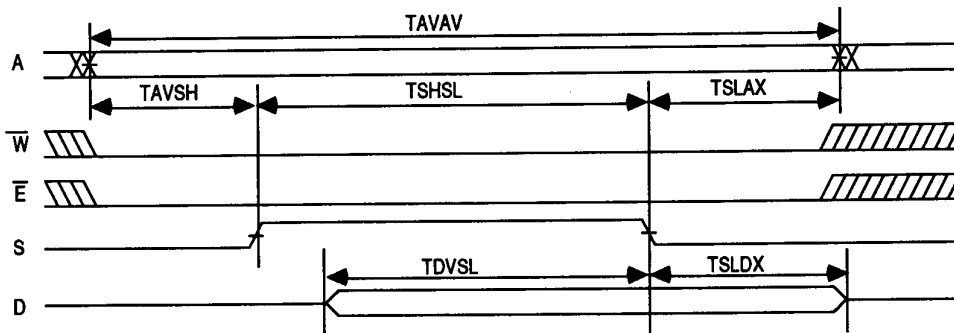 TAVAV
A
TAVSH TSHSL TSLAX
W̅
E̅
S
TDVSL TSLDX
D